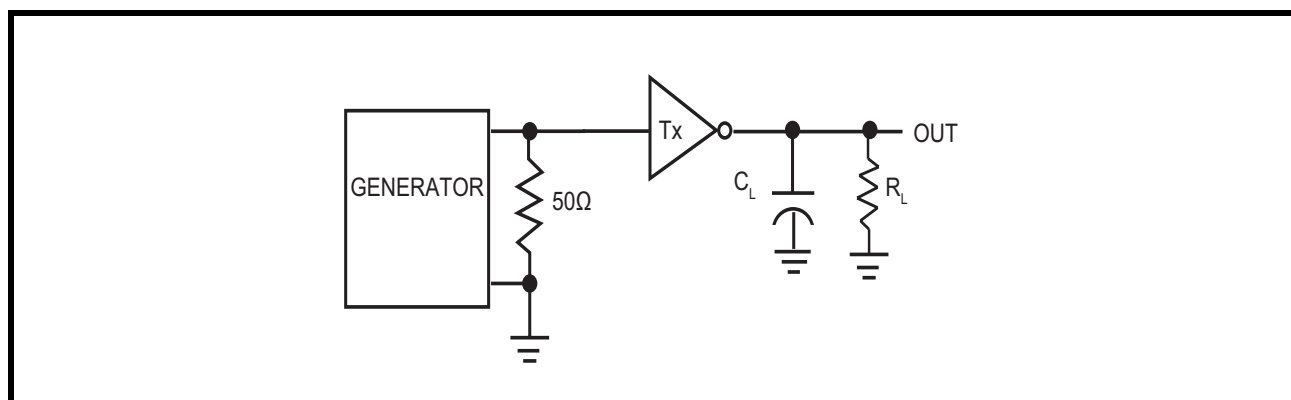 GENERATOR
50Ω
Tx
C_L
R_L
OUT